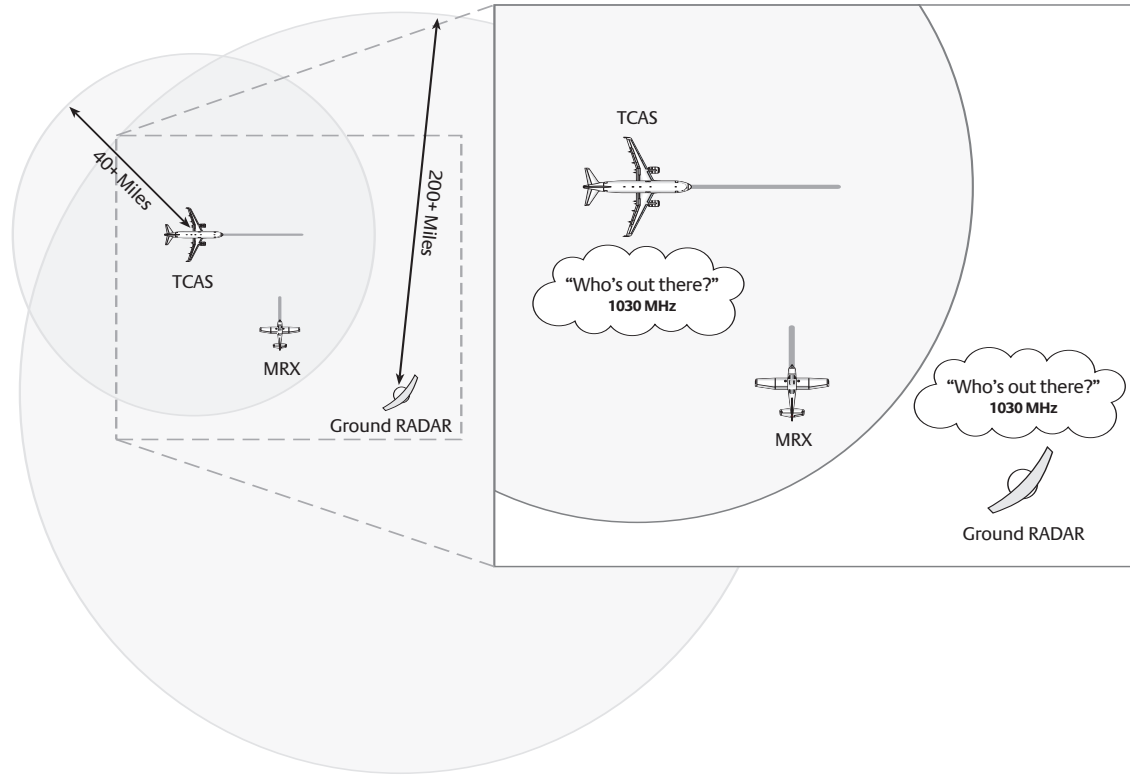 40+ Miles
200+ Miles
TCAS
MRX
Ground RADAR
TCAS
“Who's out there?”
1030 MHz
MRX
“Who's out there?”
1030 MHz
Ground RADAR